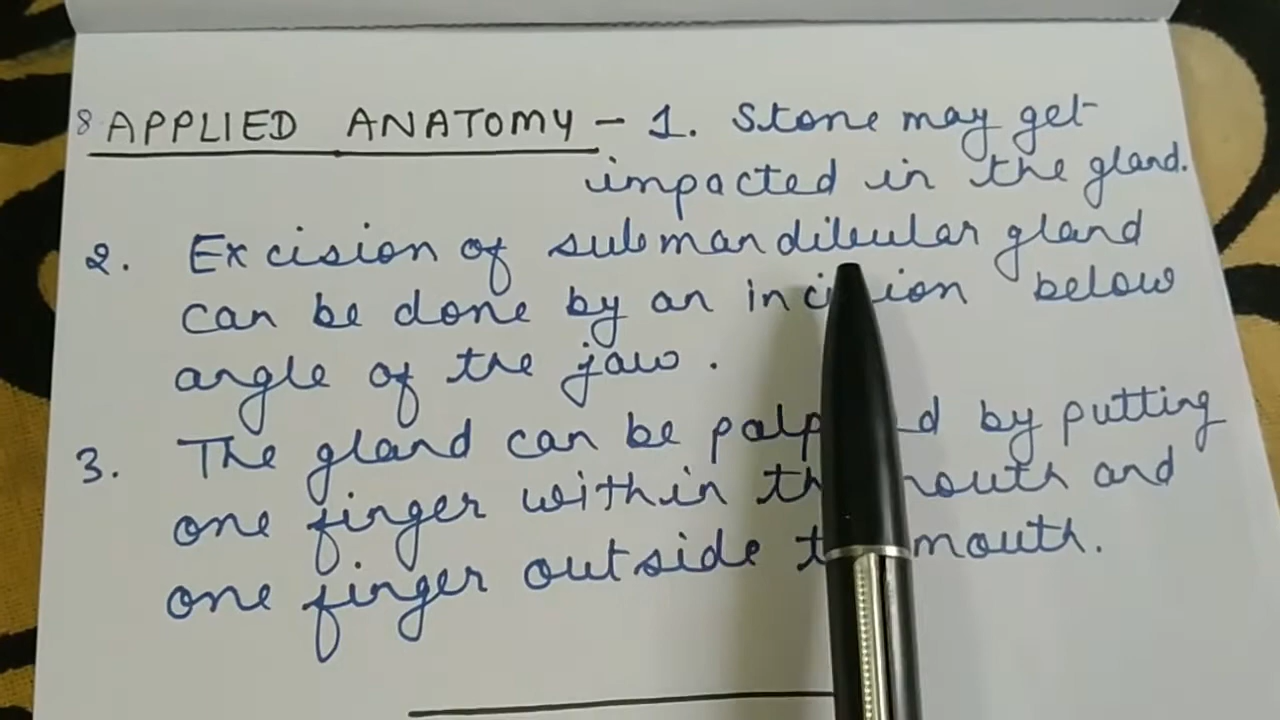 8 APPLIED ANATOMY - 1. Stone may get
impacted in the gland.
2. Excision of submandibular gland
can be done by an in ion below
angle of the jaw.
3. The gland can be by putting
one finger within mouth and
one finger outside mouth.